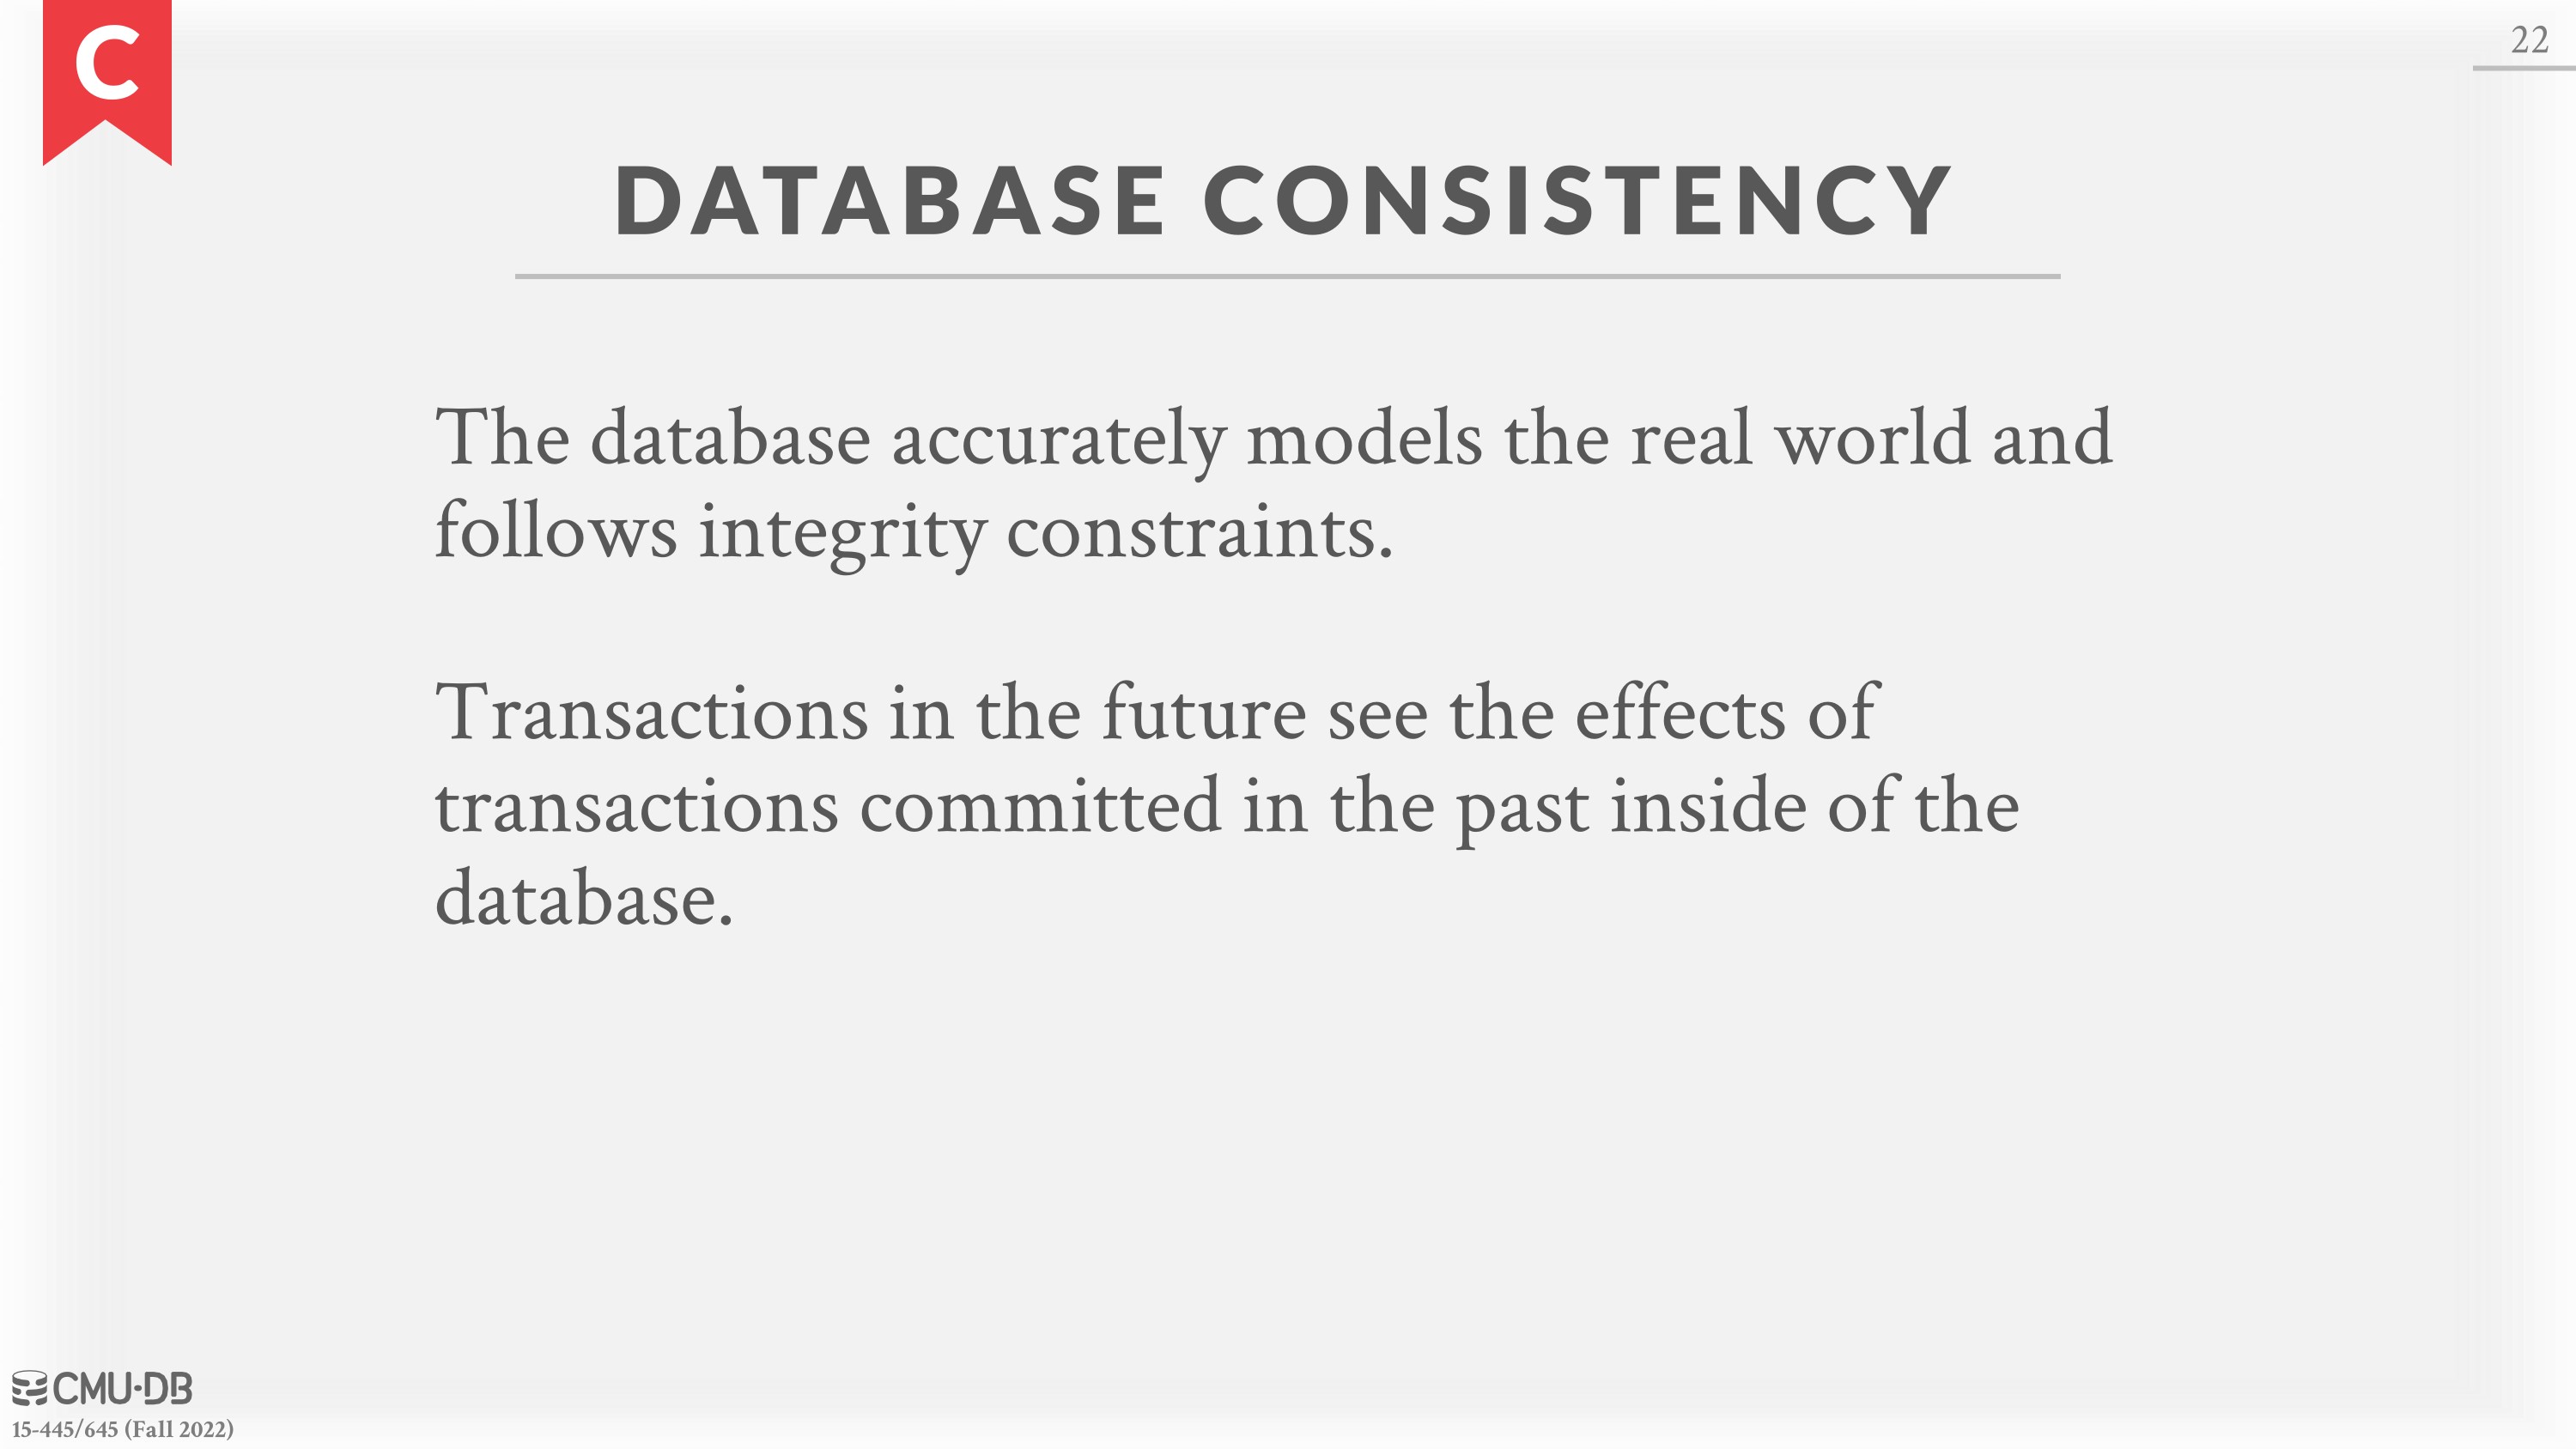 C
22
DATABASE CONSISTENCY
The database accurately models the real world and
follows integrity constraints.
Transactions in the future see the effects of
transactions committed in the past inside of the
database.
CMU·DB
15-445/645 (Fall 2022)